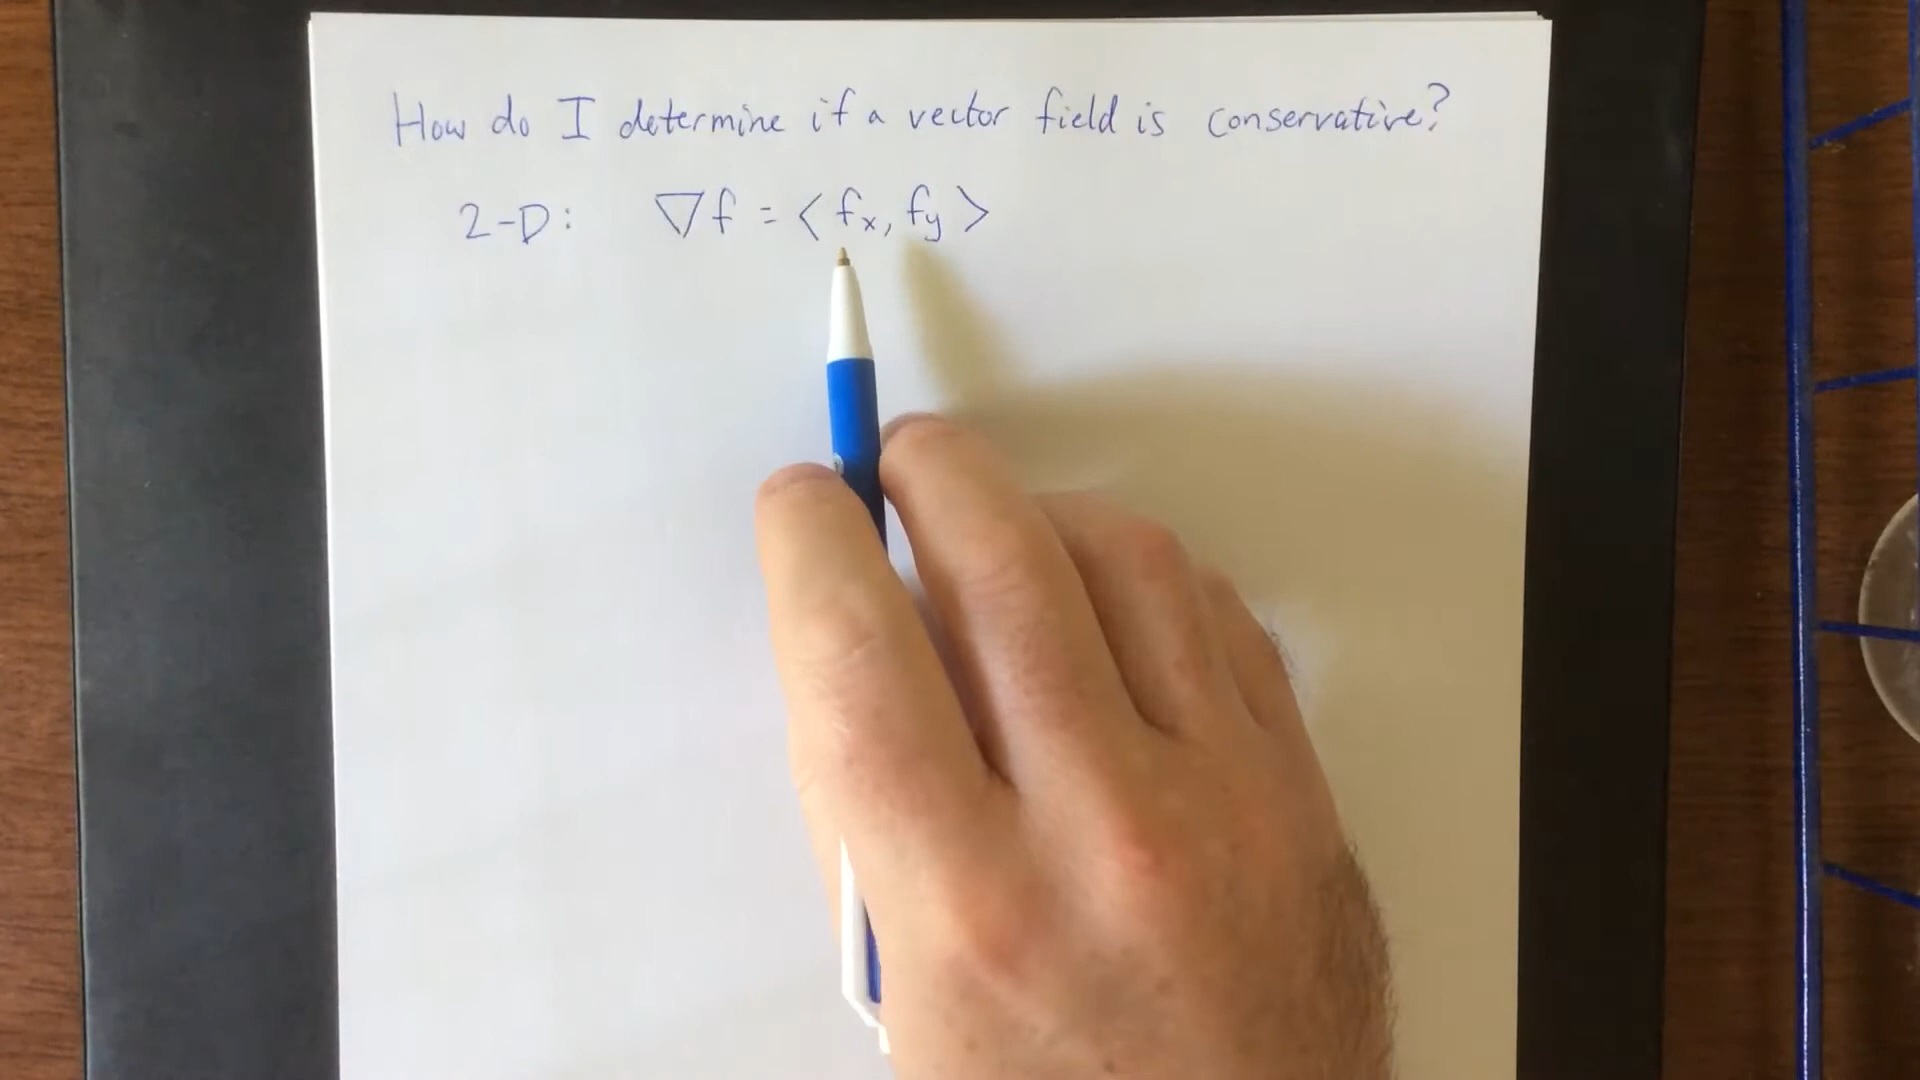 How do I determine if a vector field is conservative?
2-D: ∇f = ⟨fx, fy⟩